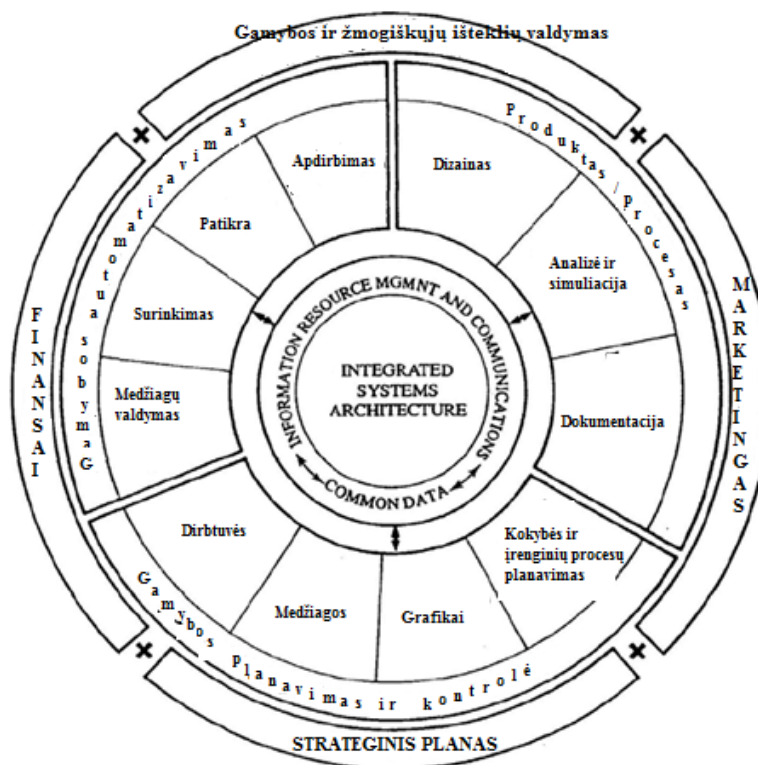 Gamybos ir žmogiškųjų išteklių valdymas
Gamybos automatizavimas
Produktas / procesas
Apdirbimas
Dizainas
Patikra
Analizė ir
simuliacija
Surinkimas
Medžiagų
valdymas
Dokumentacija
FINANSAI
MARKETINGAS
INFORMATION RESOURCE MGMNT AND COMMUNICATIONS
INTEGRATED
SYSTEMS
ARCHITECTURE
COMMON DATA
Dirbtuvės
Kokybės ir
įrenginių procesų
planavimas
Medžiagos
Grafikai
Gamybos planavimas ir kontrolė
STRATEGINIS PLANAS